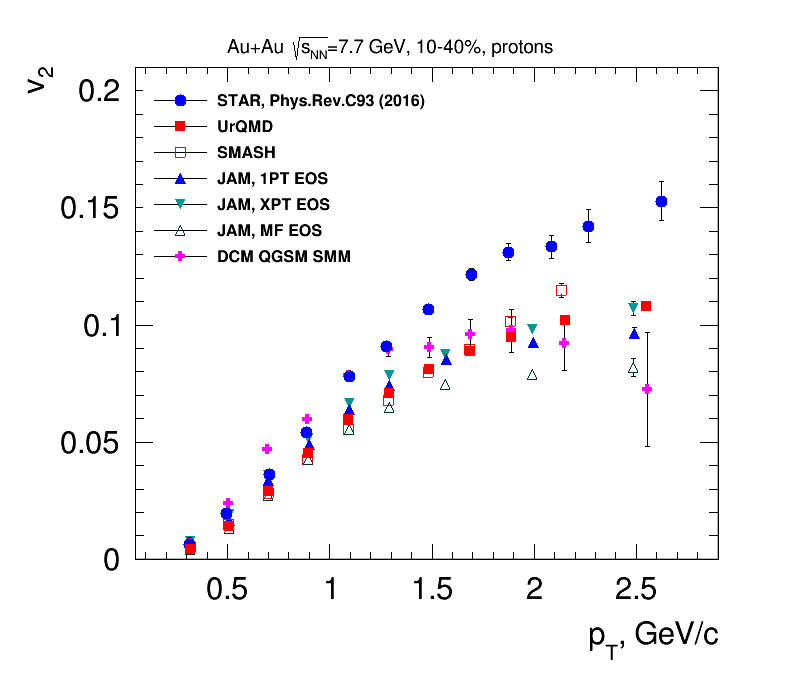 Au+Au √sNN=7.7 GeV, 10-40%, protons
v2
0.2
0.15
0.1
0.05
0
STAR, Phys.Rev.C93 (2016)
UrQMD
SMASH
JAM, 1PT EOS
JAM, XPT EOS
JAM, MF EOS
DCM QGSM SMM
0.5 1 1.5 2 2.5
pT, GeV/c